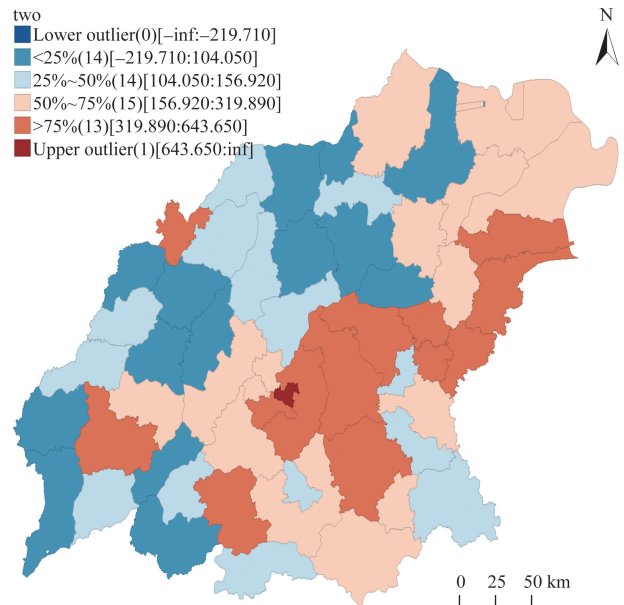 two
Lower outlier(0)[–inf:–219.710]
<25%(14)[–219.710:104.050]
25%~50%(14)[104.050:156.920]
50%~75%(15)[156.920:319.890]
>75%(13)[319.890:643.650]
Upper outlier(1)[643.650:inf]
N
0 25 50 km